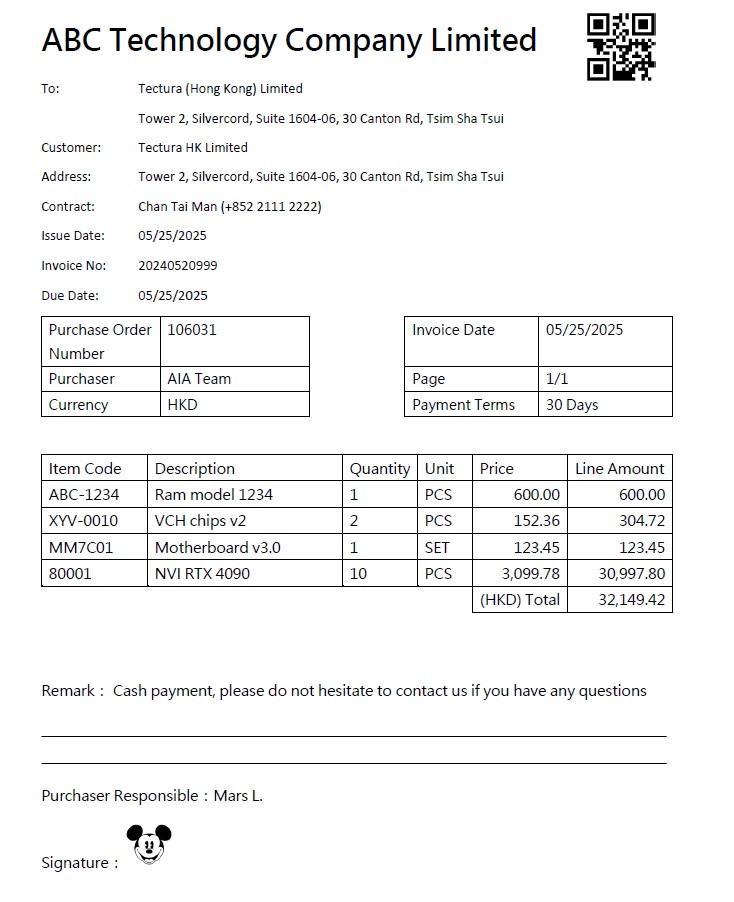 ABC Technology Company Limited
To: Tectura (Hong Kong) Limited
Tower 2, Silvercord, Suite 1604-06, 30 Canton Rd, Tsim Sha Tsui
Customer: Tectura HK Limited
Address: Tower 2, Silvercord, Suite 1604-06, 30 Canton Rd, Tsim Sha Tsui
Contract: Chan Tai Man (+852 2111 2222)
Issue Date: 05/25/2025
Invoice No: 20240520999
Due Date: 05/25/2025
Purchase Order Number 106031
Purchaser AIA Team
Currency HKD
Invoice Date 05/25/2025
Page 1/1
Payment Terms 30 Days
Item Code Description Quantity Unit Price Line Amount
ABC-1234 Ram model 1234 1 PCS 600.00 600.00
XYV-0010 VCH chips v2 2 PCS 152.36 304.72
MM7C01 Motherboard v3.0 1 SET 123.45 123.45
80001 NVI RTX 4090 10 PCS 3,099.78 30,997.80
(HKD) Total 32,149.42
Remark： Cash payment, please do not hesitate to contact us if you have any questions
Purchaser Responsible：Mars L.
Signature：